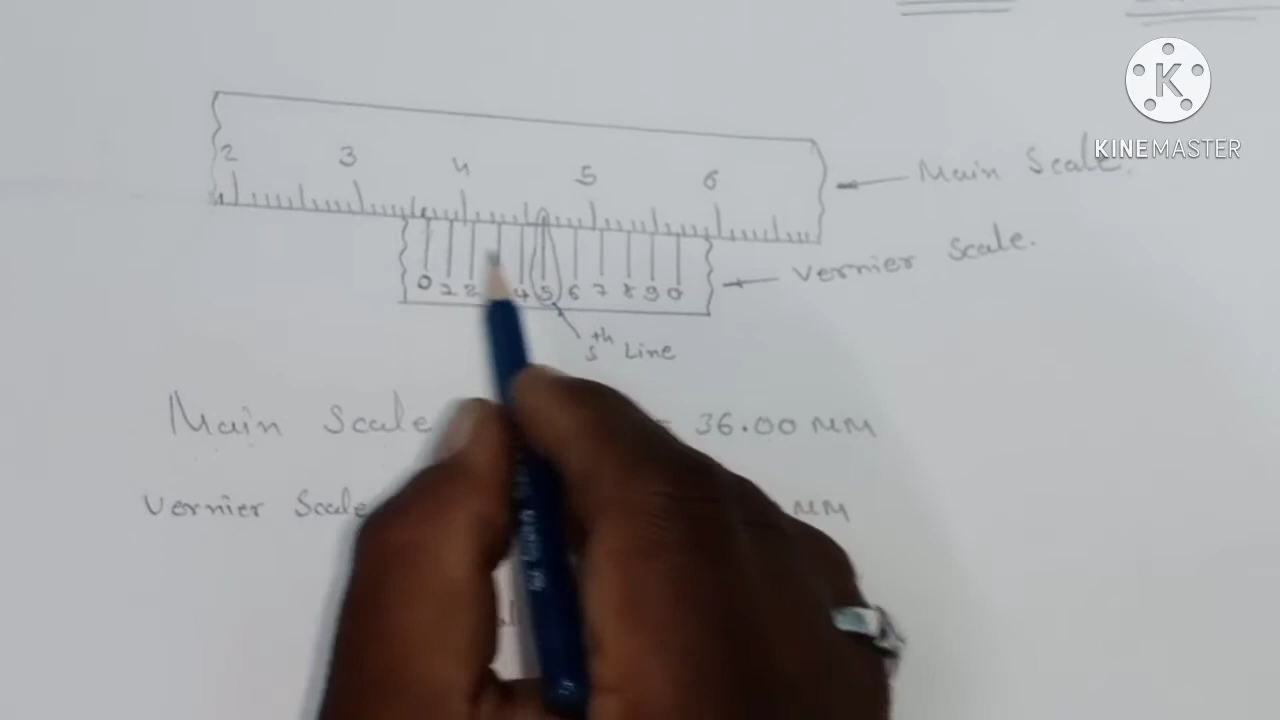 K
KINEMASTER
2 3 4 5 6
Main Scale.
0 1 2 4 5 6 7 8 9 0
Vernier Scale.
5th Line
Main Scale = 36.00 MM
Vernier Scale MM